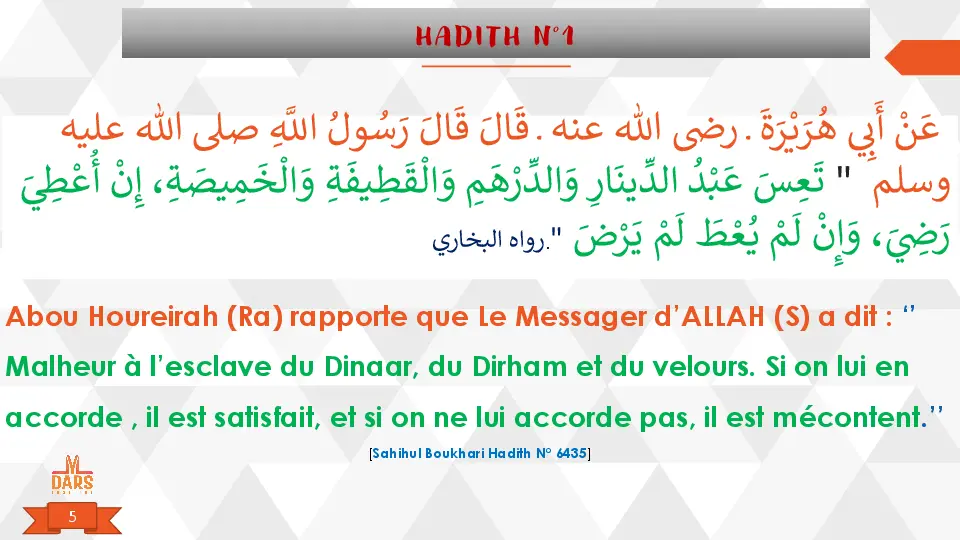 HADITH N°1
عَنْ أَبِي هُرَيْرَةَ . رضى الله عنه . قَالَ قَالَ رَسُولُ اللَّهِ صلى الله عليه
وسلم " تَعِسَ عَبْدُ الدِّينَارِ وَالدِّرْهَمِ وَالْقَطِيفَةِ وَالْخَمِيصَةِ، إِنْ أُعْطِيَ
رَضِيَ، وَإِنْ لَمْ يُعْطَ لَمْ يَرْضَ ".رواه البخاري
Abou Houreirah (Ra) rapporte que Le Messager d’ALLAH (S) a dit : ‘’
Malheur à l’esclave du Dinaar, du Dirham et du velours. Si on lui en
accorde , il est satisfait, et si on ne lui accorde pas, il est mécontent.’’
[Sahihul Boukhari Hadith N° 6435]
M
DARS
5